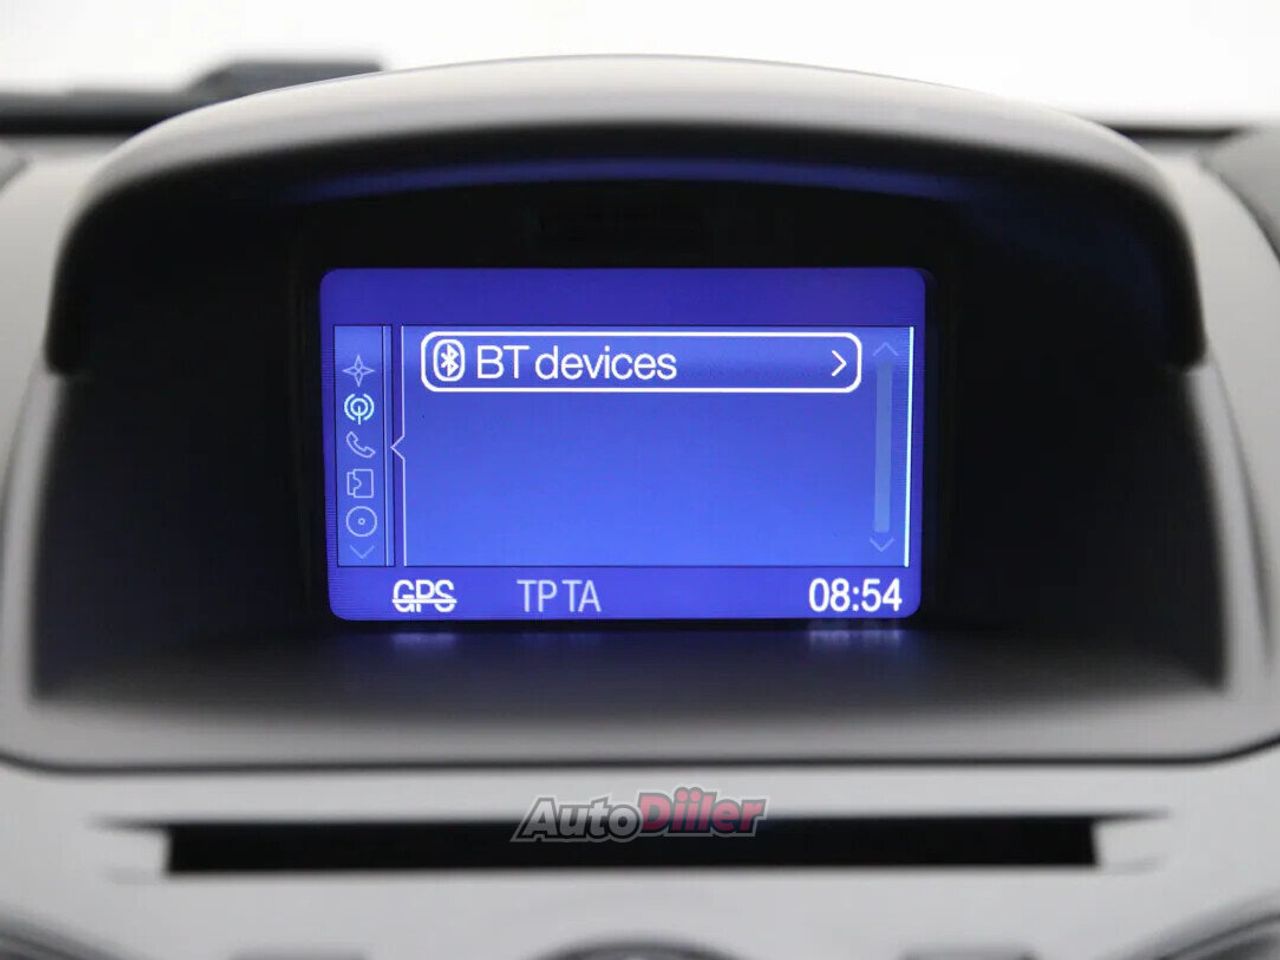 BT devices
GPS TP TA 08:54
AutoDiiler